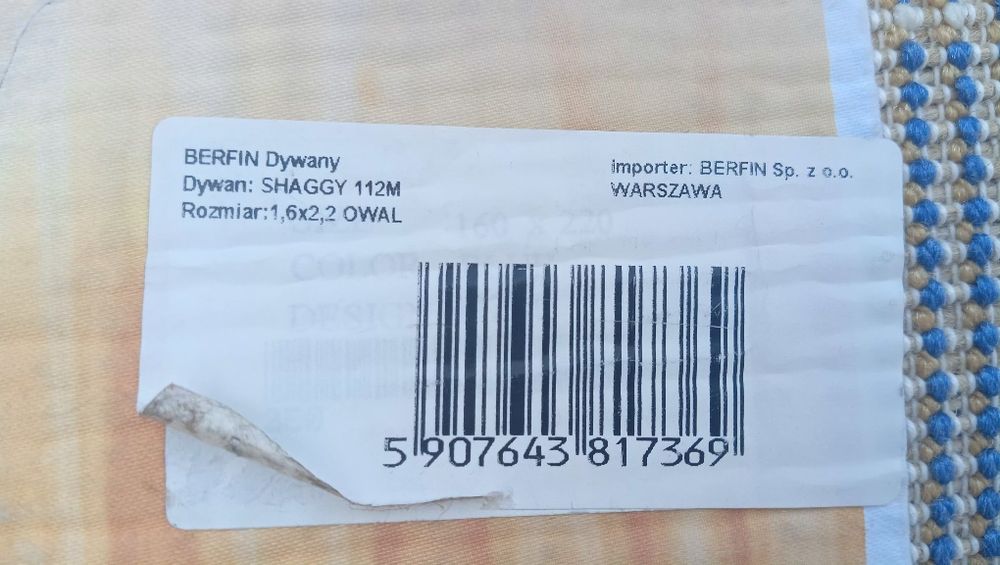 BERFIN Dywany
Dywan: SHAGGY 112M
Rozmiar:1,6x2,2 OWAL
importer: BERFIN Sp. z o.o.
WARSZAWA
160 X 220
5 907643 817369